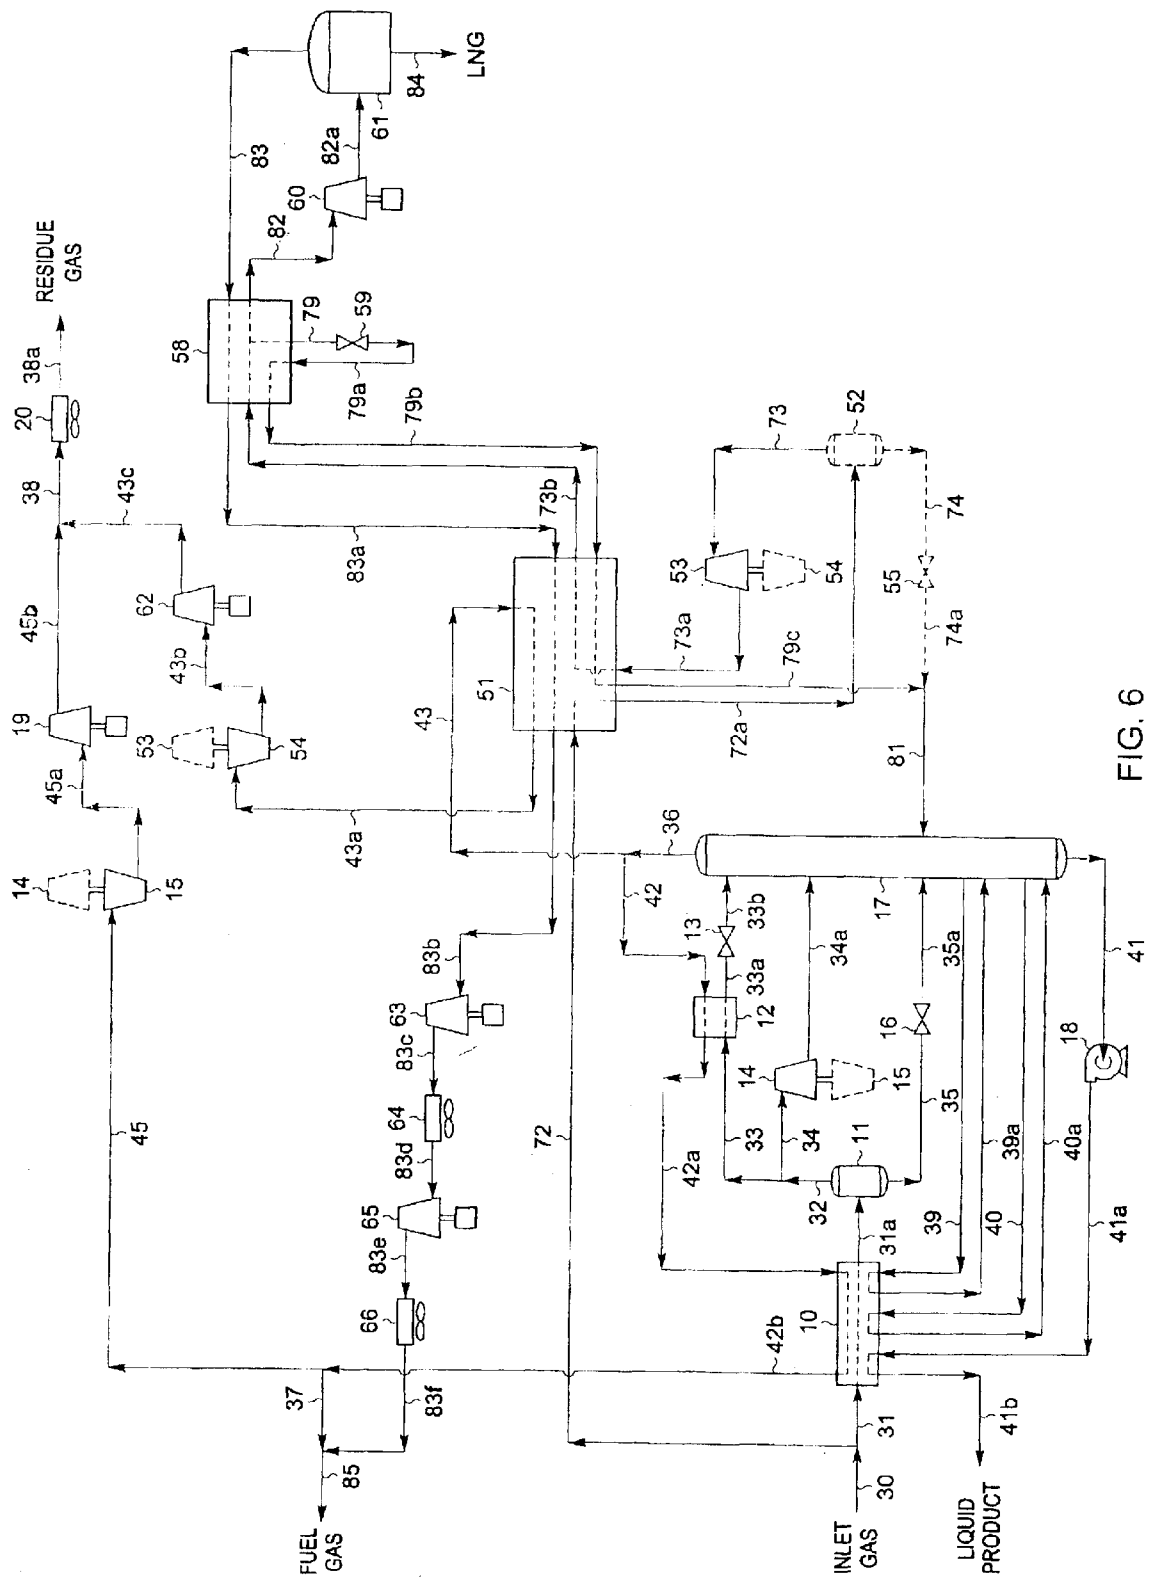 RESIDUE
GAS
38a
20
38
43c
45b
62
43b
19
45a
53
54
14
15
45
43a
83
58
79
59
79a
79b
82
60
82a
61
84
LNG
83a
73b
51
43
73a
79c
72a
73
53
54
52
74
55
74a
81
36
42
17
13
33b
33a
12
34a
35a
16
14
15
33
34
35
11
32
31a
42a
39
39a
40
40a
41
18
41a
10
42b
31
30
41b
INLET
GAS
LIQUID
PRODUCT
83b
63
83c
64
83d
65
83e
66
83f
72
37
85
FUEL
GAS
FIG. 6